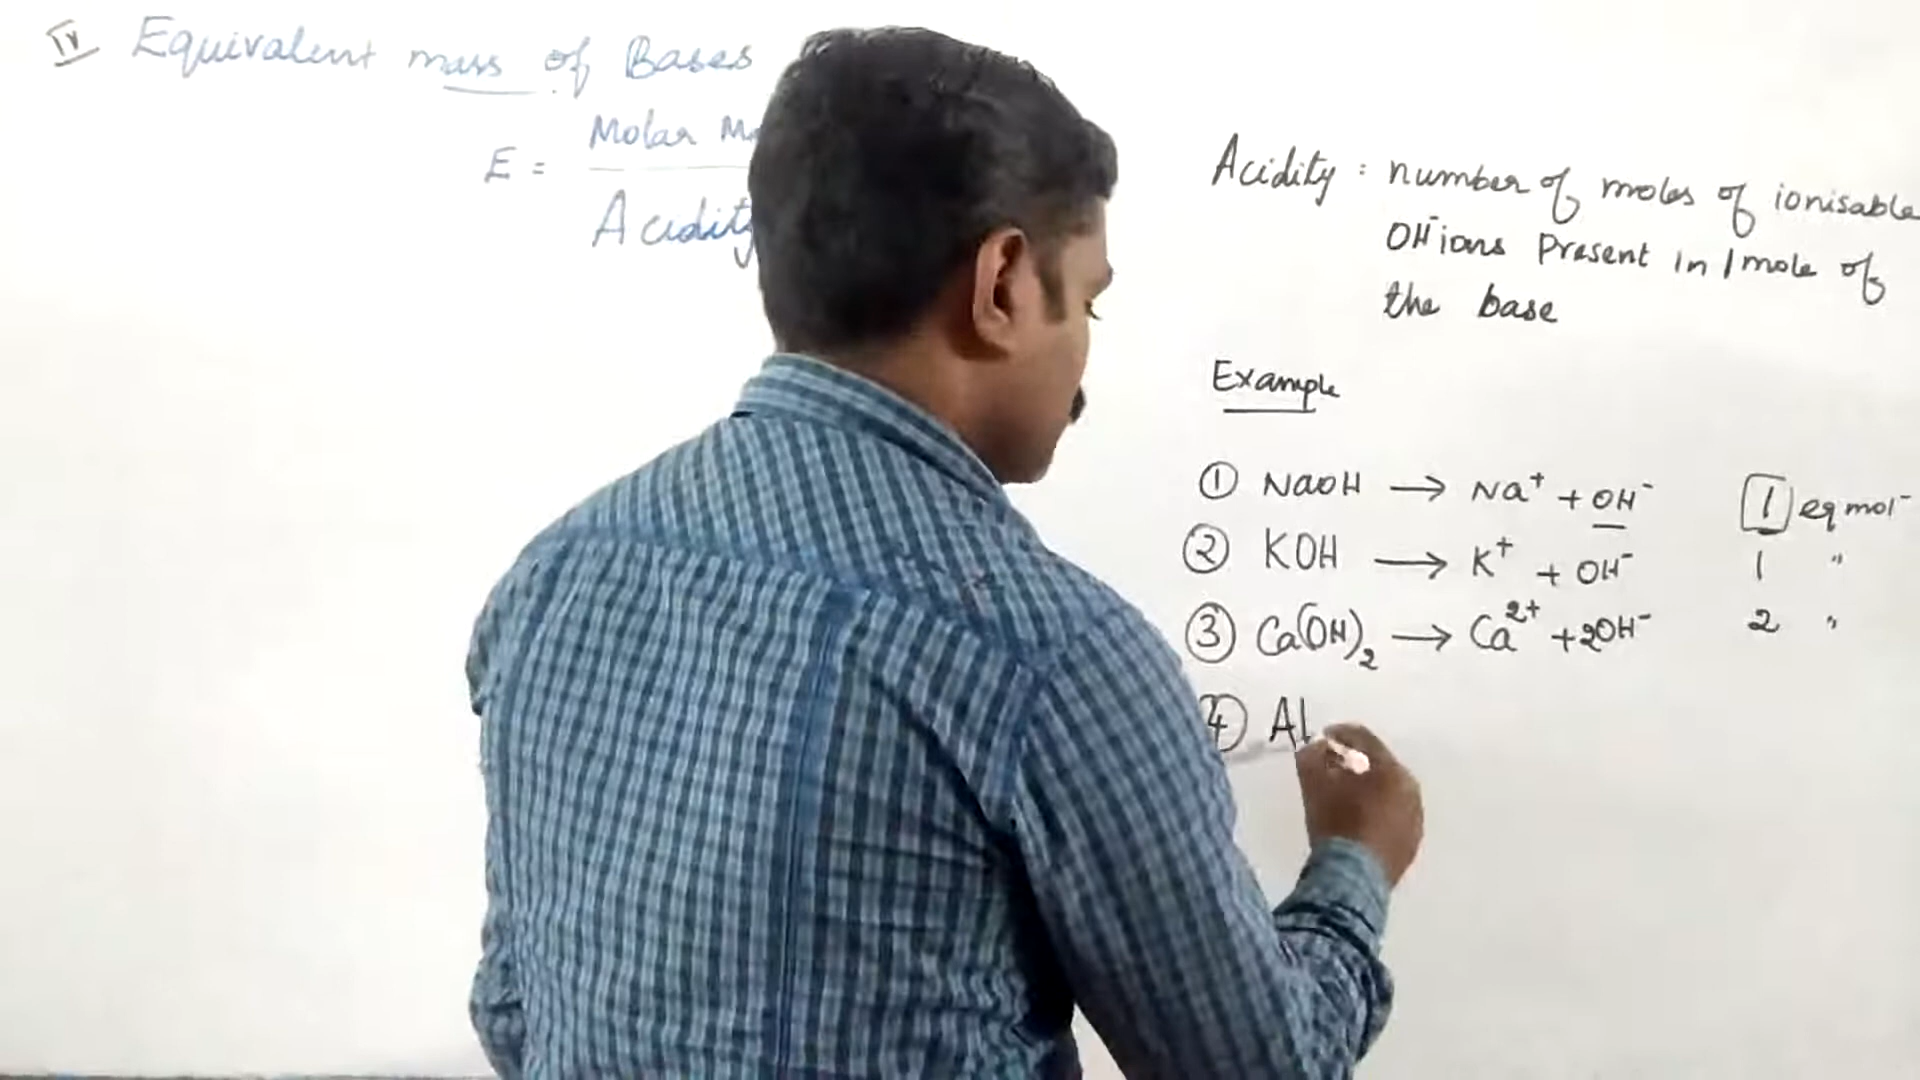 IV Equivalent mass of Bases
E = Molar
Acidity
Acidity : number of moles of ionisable
OH⁻ ions Present in 1 mole of
the base
Example
① NaOH → Na⁺ + OH⁻ 1 eq mol⁻
② KOH → K⁺ + OH⁻ 1 "
③ Ca(OH)₂ → Ca²⁺ + 2OH⁻ 2 "
④ Al